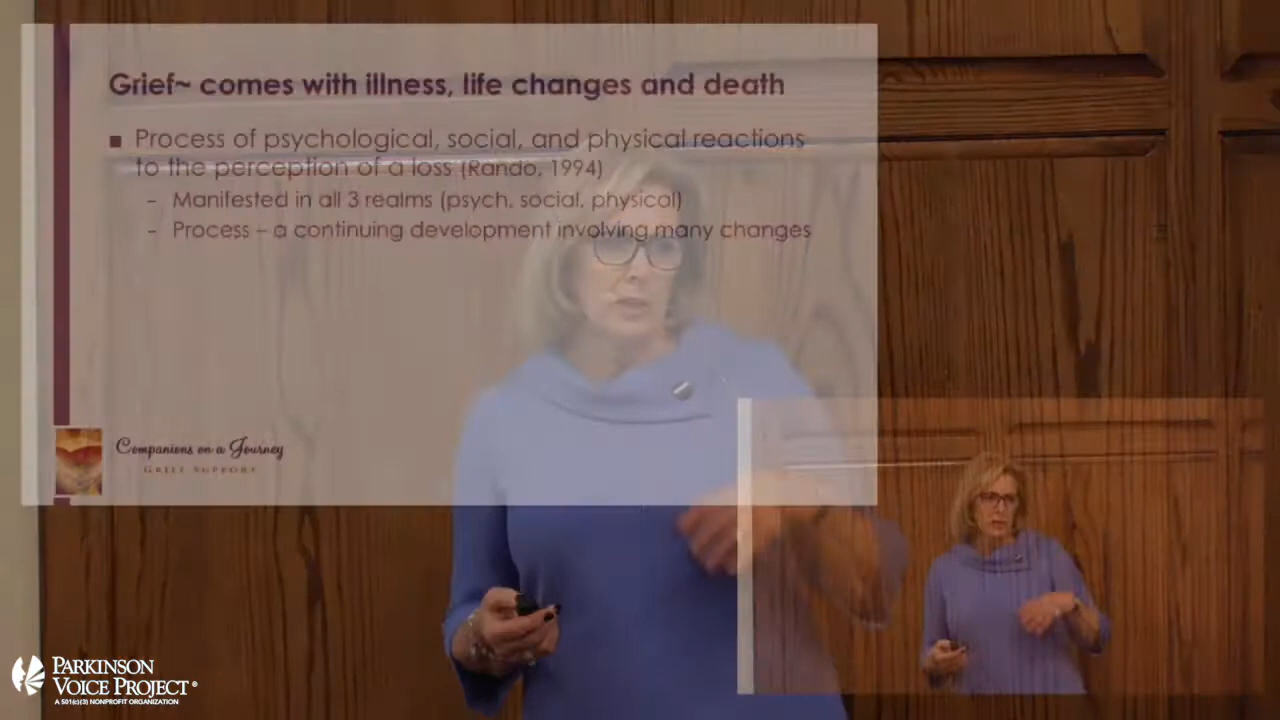 Grief~ comes with illness, life changes and death
■ Process of psychological, social, and physical reactions
to the perception of a loss (Rando, 1994)
– Manifested in all 3 realms (psych, social, physical)
– Process – a continuing development involving many changes
Companions on a Journey
GRIEF SUPPORT
PARKINSON
VOICE PROJECT®
A 501(c)(3) NONPROFIT ORGANIZATION